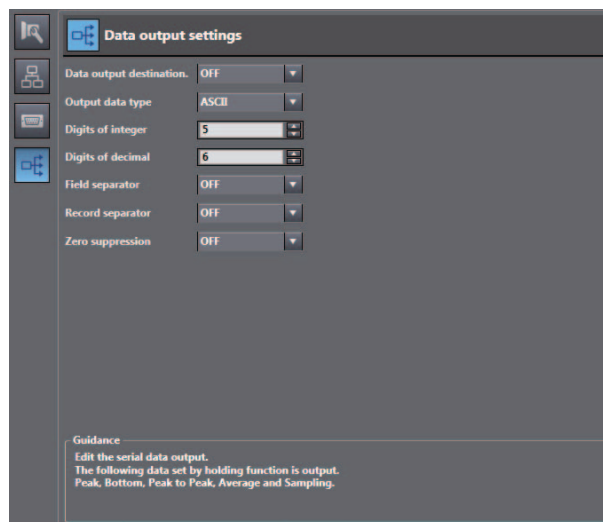 Data output settings
Data output destination. OFF
Output data type ASCII
Digits of integer 5
Digits of decimal 6
Field separator OFF
Record separator OFF
Zero suppression OFF
Guidance
Edit the serial data output.
The following data set by holding function is output.
Peak, Bottom, Peak to Peak, Average and Sampling.